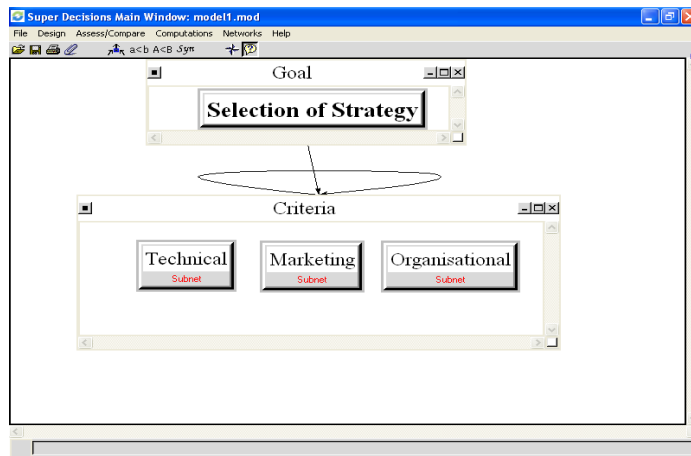 Super Decisions Main Window: model1.mod
File Design Assess/Compare Computations Networks Help
a<b A<B Syn
Goal
Selection of Strategy
Criteria
Technical Marketing Organisational
Subnet Subnet Subnet